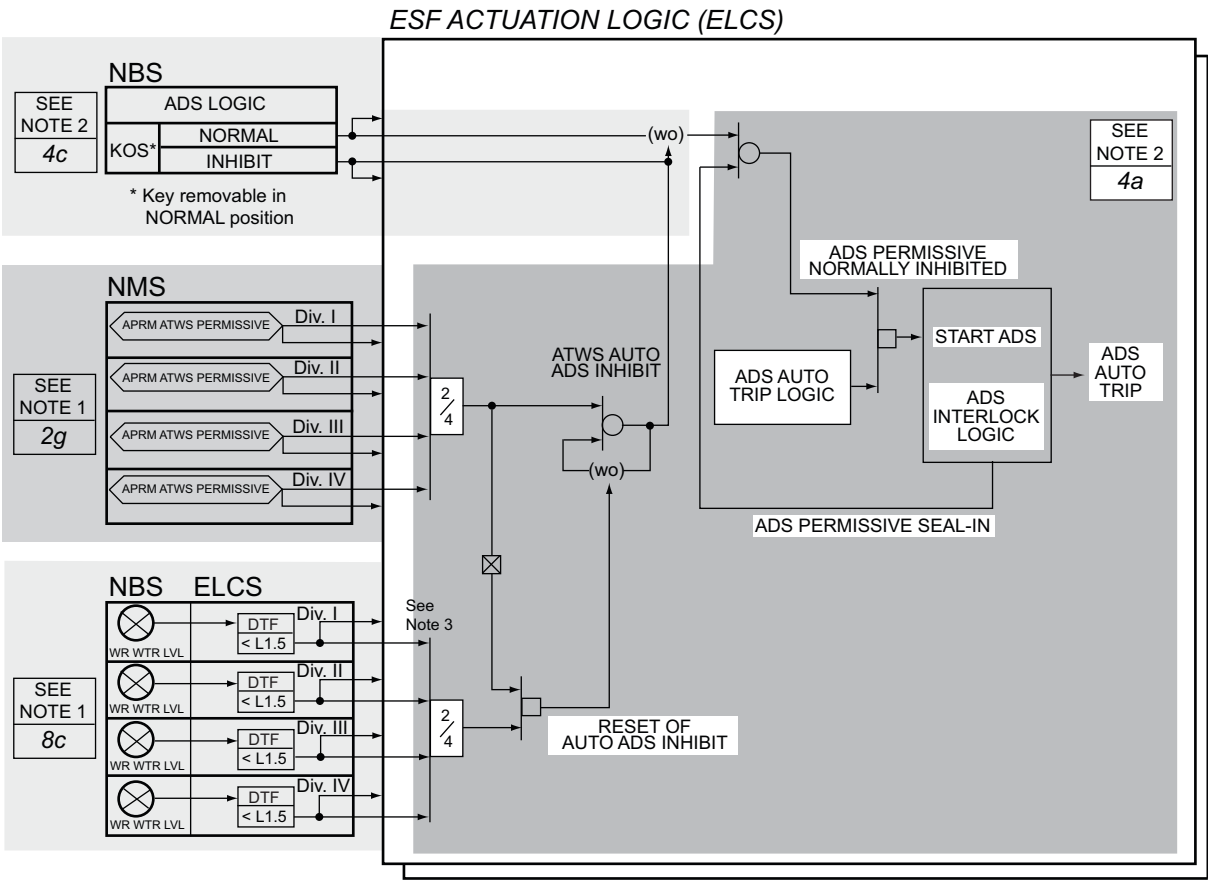 ESF ACTUATION LOGIC (ELCS)
NBS
SEE
NOTE 2
4c
ADS LOGIC
KOS*
NORMAL
INHIBIT
* Key removable in
NORMAL position
(wo)
SEE
NOTE 2
4a
ADS PERMISSIVE
NORMALLY INHIBITED
START ADS
ADS AUTO
TRIP LOGIC
ADS
INTERLOCK
LOGIC
ADS
AUTO
TRIP
ADS PERMISSIVE SEAL-IN
NMS
SEE
NOTE 1
2g
APRM ATWS PERMISSIVE
Div. I
APRM ATWS PERMISSIVE
Div. II
APRM ATWS PERMISSIVE
Div. III
APRM ATWS PERMISSIVE
Div. IV
2/4
ATWS AUTO
ADS INHIBIT
(wo)
NBS ELCS
SEE
NOTE 1
8c
WR WTR LVL
DTF
< L1.5
Div. I
WR WTR LVL
DTF
< L1.5
Div. II
WR WTR LVL
DTF
< L1.5
Div. III
WR WTR LVL
DTF
< L1.5
Div. IV
See
Note 3
2/4
RESET OF
AUTO ADS INHIBIT